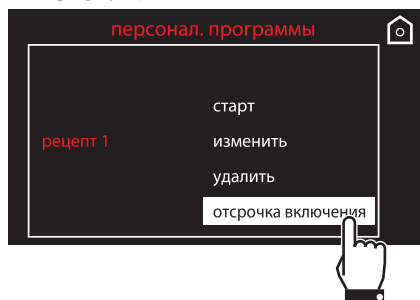 персонал. программы
старт
рецепт 1
изменить
удалить
отсрочка включения